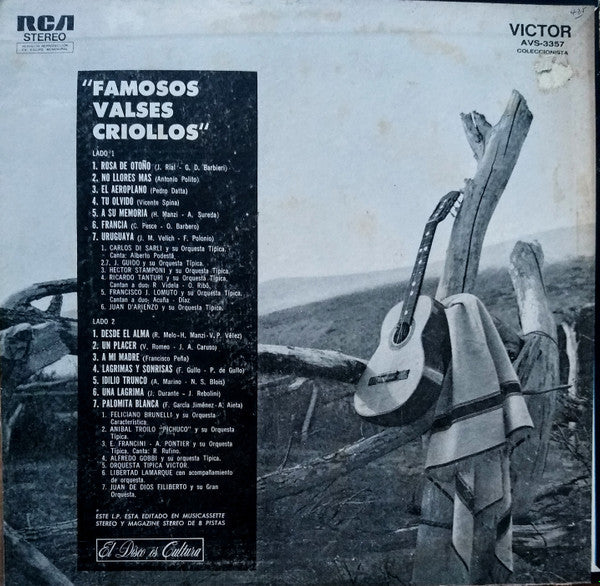 RCA
STEREO
435
VICTOR
AVS-3357
COLECCIONISTA
"FAMOSOS
VALSES
CRIOLLOS"
LADO 1
1. ROSA DE OTOÑO (J. Rial - G. D. Barbieri)
2. NO LLORES MAS (Antonio Polito)
3. EL AEROPLANO (Pedro Datta)
4. TU OLVIDO (Vicente Spina)
5. A SU MEMORIA (H. Manzi - A. Sureda)
6. FRANCIA (C. Pesce - O. Barbero)
7. URUGUAYA (J. M. Velich - F. Polonio)
1. CARLOS DI SARLI y su Orquesta Típica.
Canta: Alberto Podestá.
2.7. J. GUIDO y su Orquesta Típica.
3. HECTOR STAMPONI y su Orquesta Típica.
4. RICARDO TANTURI y su Orquesta Típica.
Cantan a duo: R. Videla - O. Ribó.
5. FRANCISCO J. LOMUTO y su Orquesta Típica.
Cantan a duo: Acuña - Díaz.
6. JUAN D'ARIENZO y su Orquesta Típica.
LADO 2
1. DESDE EL ALMA (R. Melo-H. Manzi-V. P. Vélez)
2. UN PLACER (V. Romeo - J. A. Caruso)
3. A MI MADRE (Francisco Peña)
4. LAGRIMAS Y SONRISAS (F. Gullo - P. de Gullo)
5. IDILIO TRUNCO (A. Marino - N. S. Blois)
6. UNA LAGRIMA (J. Durante - J. Rebolini)
7. PALOMITA BLANCA (F. García Jiménez-A. Aínta)
1. FELICIANO BRUNELLI y su Orquesta
Característica.
2. ANIBAL TROILO "PICHUCO" y su Orquesta
Típica.
3. E. FRANCINI - A. PONTIER y su Orquesta
Típica. Canta: R. Rufino.
4. ALFREDO GOBBI y su orquesta Típica.
5. ORQUESTA TIPICA VICTOR.
6. LIBERTAD LAMARQUE con acompañamiento
de orquesta.
7. JUAN DE DIOS FILIBERTO y su Gran
Orquesta.
ESTE L.P. ESTA EDITADO EN MUSICASSETTE
STEREO Y MAGAZINE STEREO DE 8 PISTAS
El Disco es Cultura